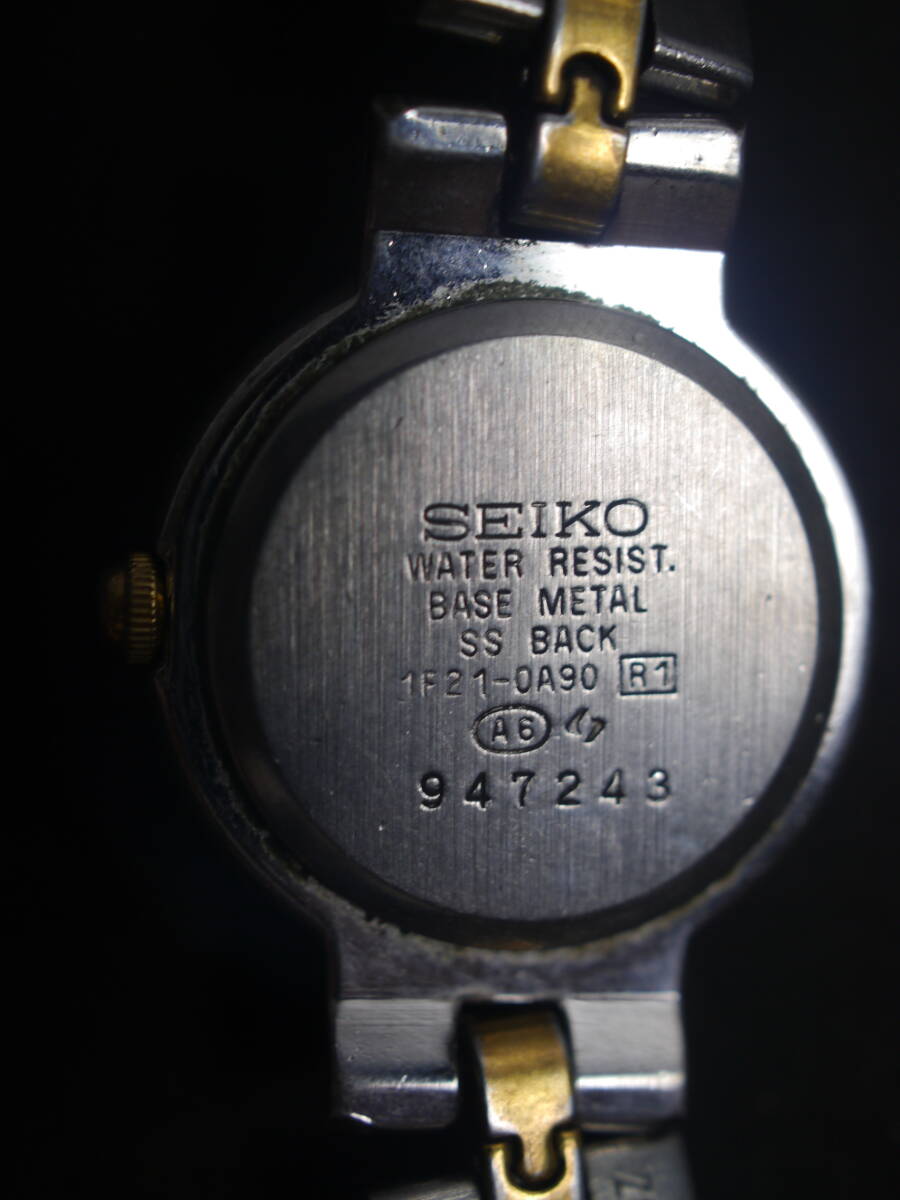 SEIKO
WATER RESIST.
BASE METAL
SS BACK
1F21-0A90 R1
A6
947243